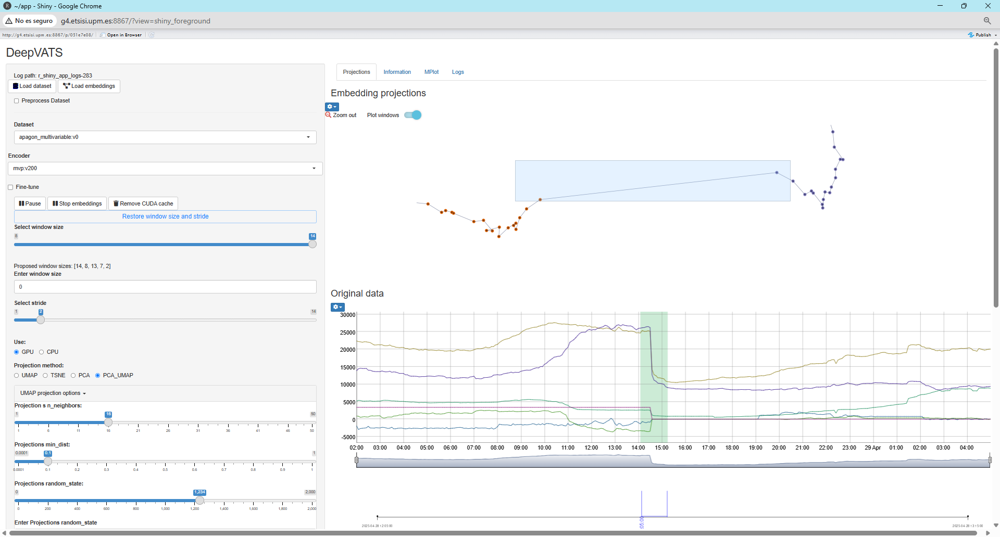 ~/app - Shiny - Google Chrome
No es seguro g4.etsisi.upm.es:8867/?view=shiny_foreground
http://g4.etsisi.upm.es:8867/p/031e7e08/ Open in Browser Publish
DeepVATS
Log path: r_shiny_app_logs-283
Load dataset Load embeddings
Preprocess Dataset
Dataset
apagon_multivariable:v0
Encoder
mvp:v200
Fine-tune
Pause Stop embeddings Remove CUDA cache
Restore window size and stride
Select window size
8 14
Proposed window sizes: [14, 8, 13, 7, 2]
Enter window size
0
Select stride
1 2 14
Use:
GPU CPU
Projection method:
UMAP TSNE PCA PCA_UMAP
UMAP projection options
Projection s n_neighbors:
1 16 50
1 6 11 16 21 26 31 36 41 46 50
Projections min_dist:
0.0001 0.1 1
0.0001 0.1 0.2 0.3 0.4 0.5 0.6 0.7 0.8 0.9 1
Projections random_state:
0 1,234 2,000
0 200 400 600 800 1,000 1,200 1,400 1,600 1,800 2,000
Enter Projections random_state
Projections Information MPlot Logs
Embedding projections
Zoom out Plot windows
Original data
30000
25000
20000
15000
10000
5000
0
-5000
02:00 03:00 04:00 05:00 06:00 07:00 08:00 09:00 10:00 11:00 12:00 13:00 14:00 15:00 16:00 17:00 18:00 19:00 20:00 21:00 22:00 23:00 29 Apr 01:00 02:00 03:00 04:00
2025-04-28 12:05:00 2025-04-28 13:15:00